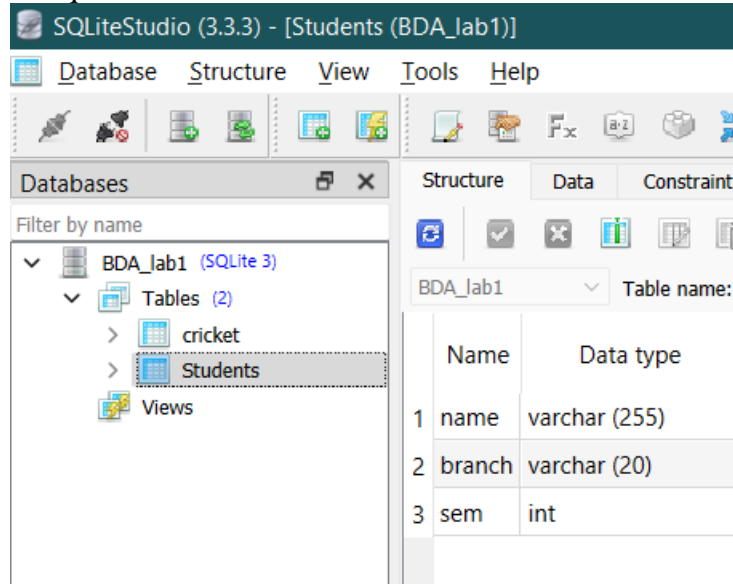 SQLiteStudio (3.3.3) - [Students (BDA_lab1)]
Database Structure View Tools Help
Databases
Filter by name
BDA_lab1 (SQLite 3)
Tables (2)
cricket
Students
Views
Structure Data Constraint
BDA_lab1 Table name:
Name Data type
1 name varchar (255)
2 branch varchar (20)
3 sem int